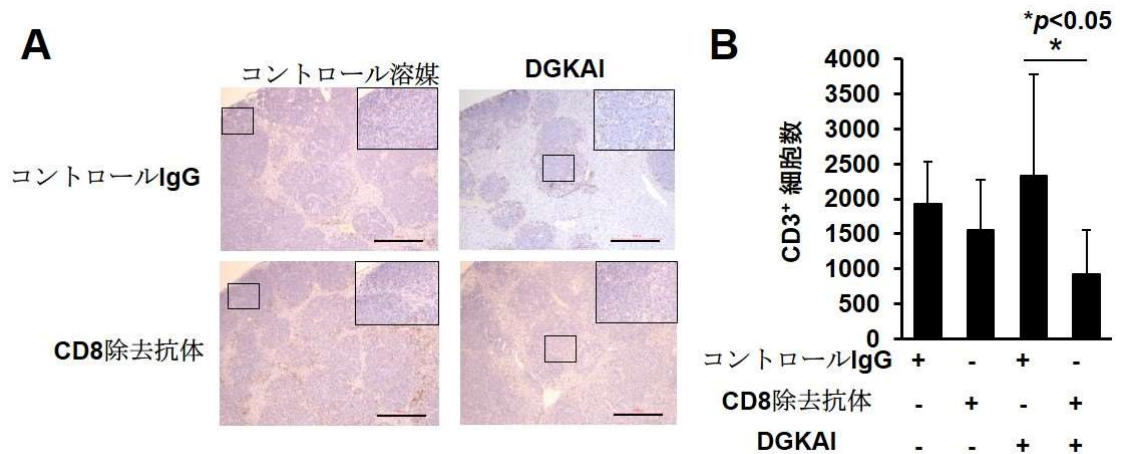 A
コントロール溶媒
DGKAI
コントロールIgG
CD8除去抗体
B
*p<0.05
*
CD3+ 細胞数
4000
3500
3000
2500
2000
1500
1000
500
0
コントロールIgG + - + -
CD8除去抗体 - + - +
DGKAI - - + +